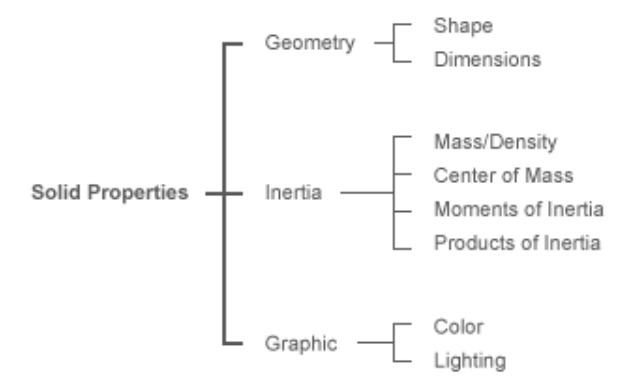 Solid Properties
Geometry
Shape
Dimensions
Inertia
Mass/Density
Center of Mass
Moments of Inertia
Products of Inertia
Graphic
Color
Lighting